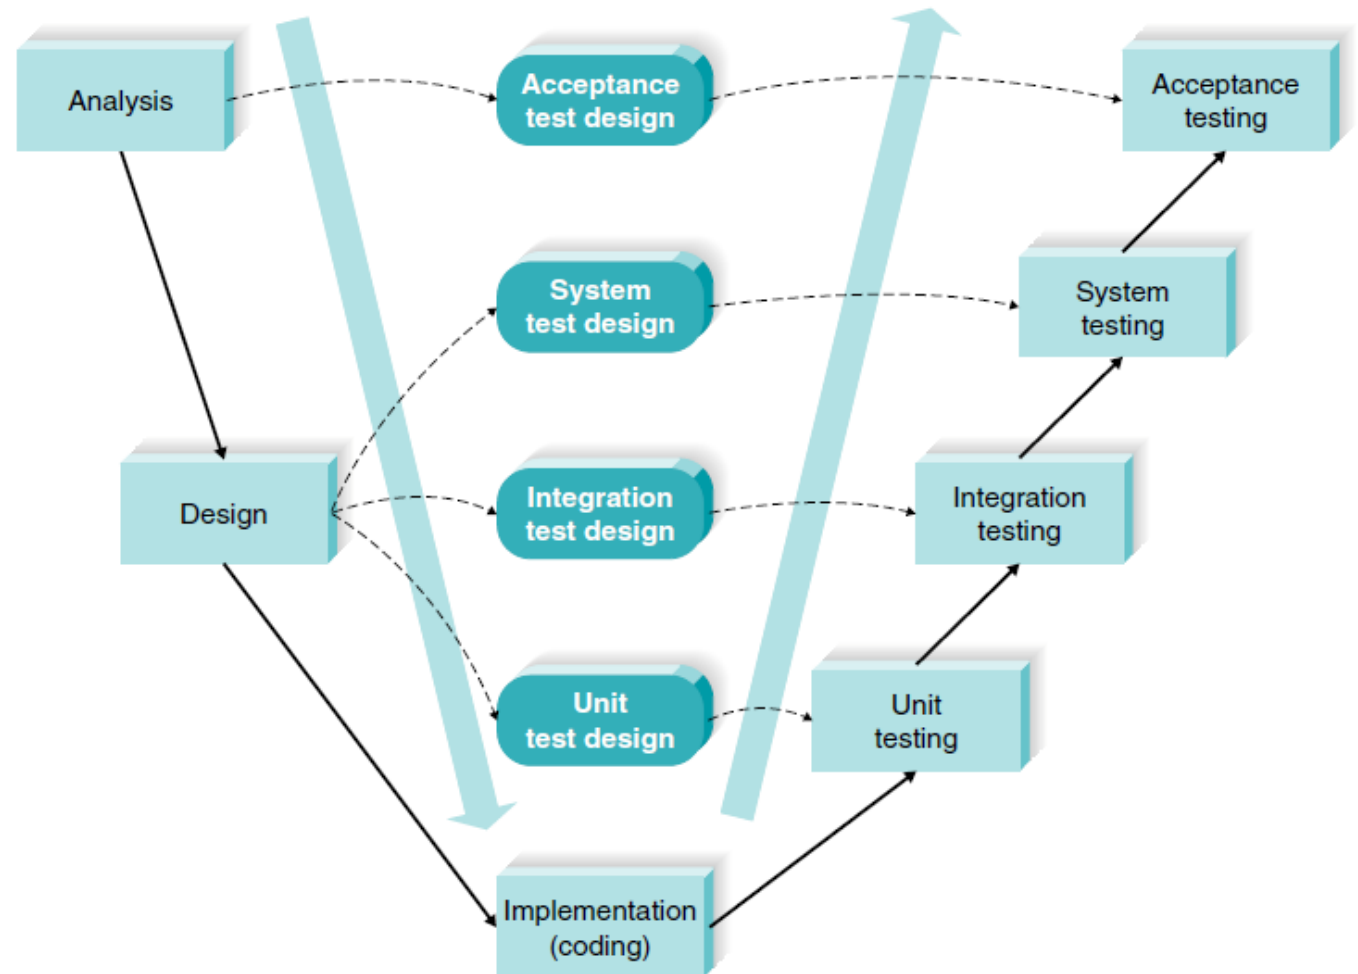 Analysis
Acceptance
test design
Acceptance
testing
System
test design
System
testing
Design
Integration
test design
Integration
testing
Unit
test design
Unit
testing
Implementation
(coding)